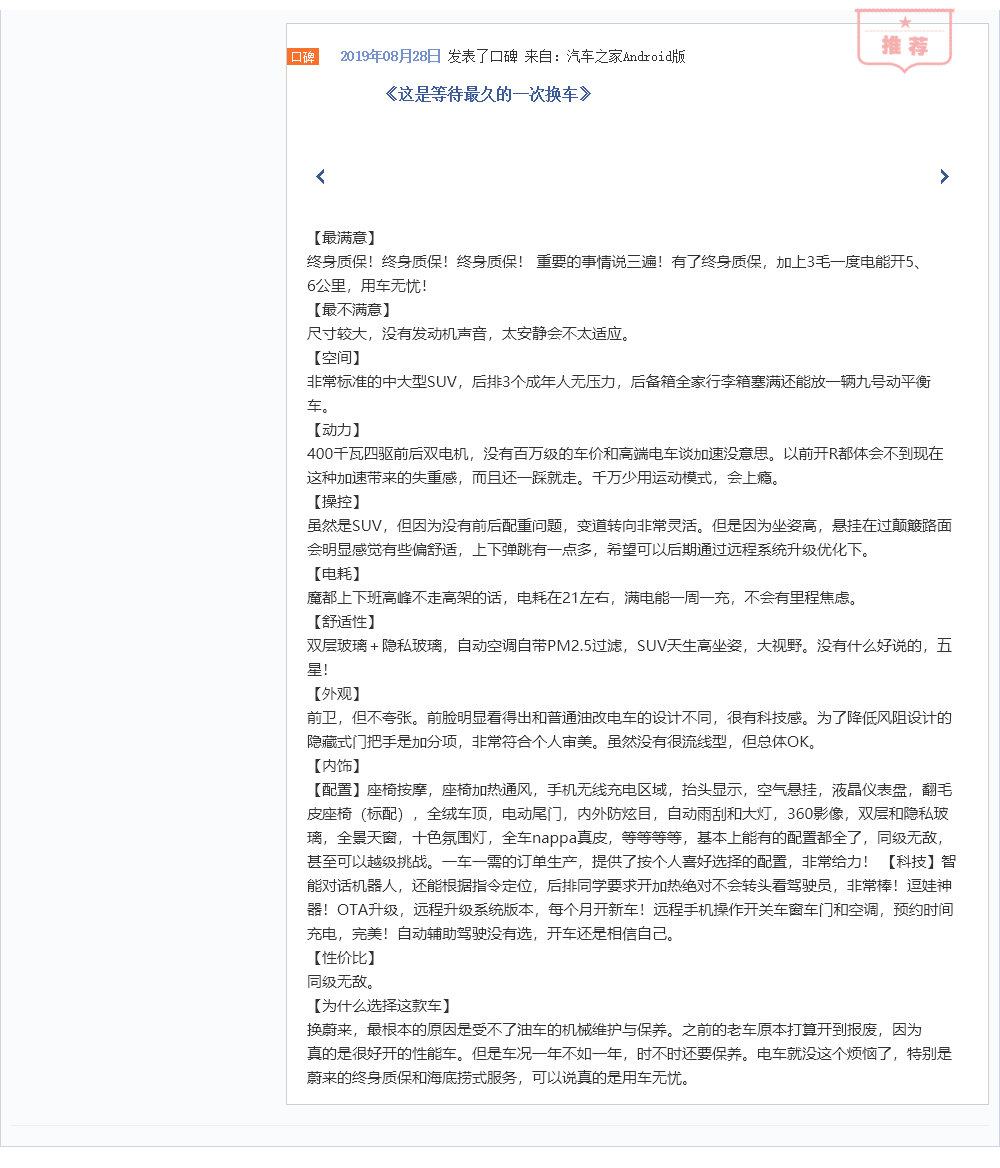 推荐
口碑 2019年08月28日 发表了口碑 来自：汽车之家Android版
《这是等待最久的一次换车》
【最满意】
终身质保！终身质保！终身质保！ 重要的事情说三遍！有了终身质保，加上3毛一度电能开5、
6公里，用车无忧！
【最不满意】
尺寸较大，没有发动机声音，太安静会不太适应。
【空间】
非常标准的中大型SUV，后排3个成年人无压力，后备箱全家行李箱塞满还能放一辆九号动平衡
车。
【动力】
400千瓦四驱前后双电机，没有百万级的车价和高端电车谈加速没意思。以前开R都体会不到现在
这种加速带来的失重感，而且还一踩就走。千万少用运动模式，会上瘾。
【操控】
虽然是SUV，但因为没有前后配重问题，变道转向非常灵活。但是因为坐姿高，悬挂在过颠簸路面
会明显感觉有些偏舒适，上下弹跳有一点多，希望可以后期通过远程系统升级优化下。
【电耗】
魔都上下班高峰不走高架的话，电耗在21左右，满电能一周一充，不会有里程焦虑。
【舒适性】
双层玻璃＋隐私玻璃，自动空调自带PM2.5过滤，SUV天生高坐姿，大视野。没有什么好说的，五
星！
【外观】
前卫，但不夸张。前脸明显看得出和普通油改电车的设计不同，很有科技感。为了降低风阻设计的
隐藏式门把手是加分项，非常符合个人审美。虽然没有很流线型，但总体OK。
【内饰】
【配置】座椅按摩，座椅加热通风，手机无线充电区域，抬头显示，空气悬挂，液晶仪表盘，翻毛
皮座椅（标配），全绒车顶，电动尾门，内外防炫目，自动雨刮和大灯，360影像，双层和隐私玻
璃，全景天窗，十色氛围灯，全车nappa真皮，等等等等，基本上能有的配置都全了，同级无敌，
甚至可以越级挑战。一车一需的订单生产，提供了按个人喜好选择的配置，非常给力！ 【科技】智
能对话机器人，还能根据指令定位，后排同学要求开加热绝对不会转头看驾驶员，非常棒！逗娃神
器！OTA升级，远程升级系统版本，每个月开新车！远程手机操作开关车窗车门和空调，预约时间
充电，完美！自动辅助驾驶没有选，开车还是相信自己。
【性价比】
同级无敌。
【为什么选择这款车】
换蔚来，最根本的原因是受不了油车的机械维护与保养。之前的老车原本打算开到报废，因为
真的是很好开的性能车。但是车况一年不如一年，时不时还要保养。电车就没这个烦恼了，特别是
蔚来的终身质保和海底捞式服务，可以说真的是用车无忧。